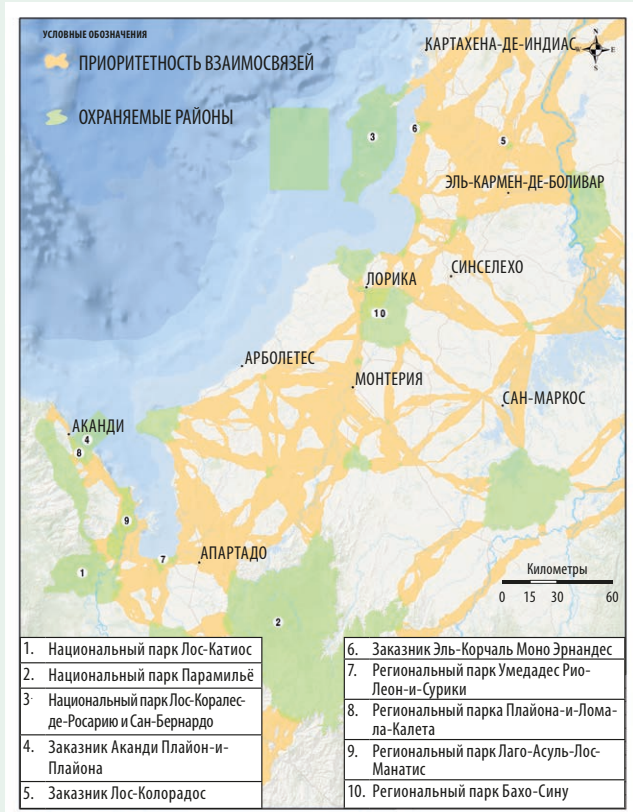 УСЛОВНЫЕ ОБОЗНАЧЕНИЯ
ПРИОРИТЕТНОСТЬ ВЗАИМОСВЯЗЕЙ
ОХРАНЯЕМЫЕ РАЙОНЫ
КАРТАХЕНА-ДЕ-ИНДИАС
N
E
S
3
6
5
ЭЛЬ-КАРМЕН-ДЕ-БОЛИВАР
СИНСЕЛЕХО
ЛОРИКА
10
АРБОЛЕТЕС
МОНТЕРИЯ
САН-МАРКОС
АКАНДИ
4
8
9
7
АПАРТАДО
1
2
Километры
0 15 30 60
1. Национальный парк Лос-Катиос
2. Национальный парк Парамильё
3. Национальный парк Лос-Коралес-
де-Росарию и Сан-Бернардо
4. Заказник Аканди Плайон-и-
Плайона
5. Заказник Лос-Колорадос
6. Заказник Эль-Корчаль Моно Эрнандес
7. Региональный парк Умедадес Рио-
Леон-и-Сурики
8. Региональный парка Плайона-и-Лома-
ла-Калета
9. Региональный парк Лаго-Асуль-Лос-
Манатис
10. Региональный парк Бахо-Сину